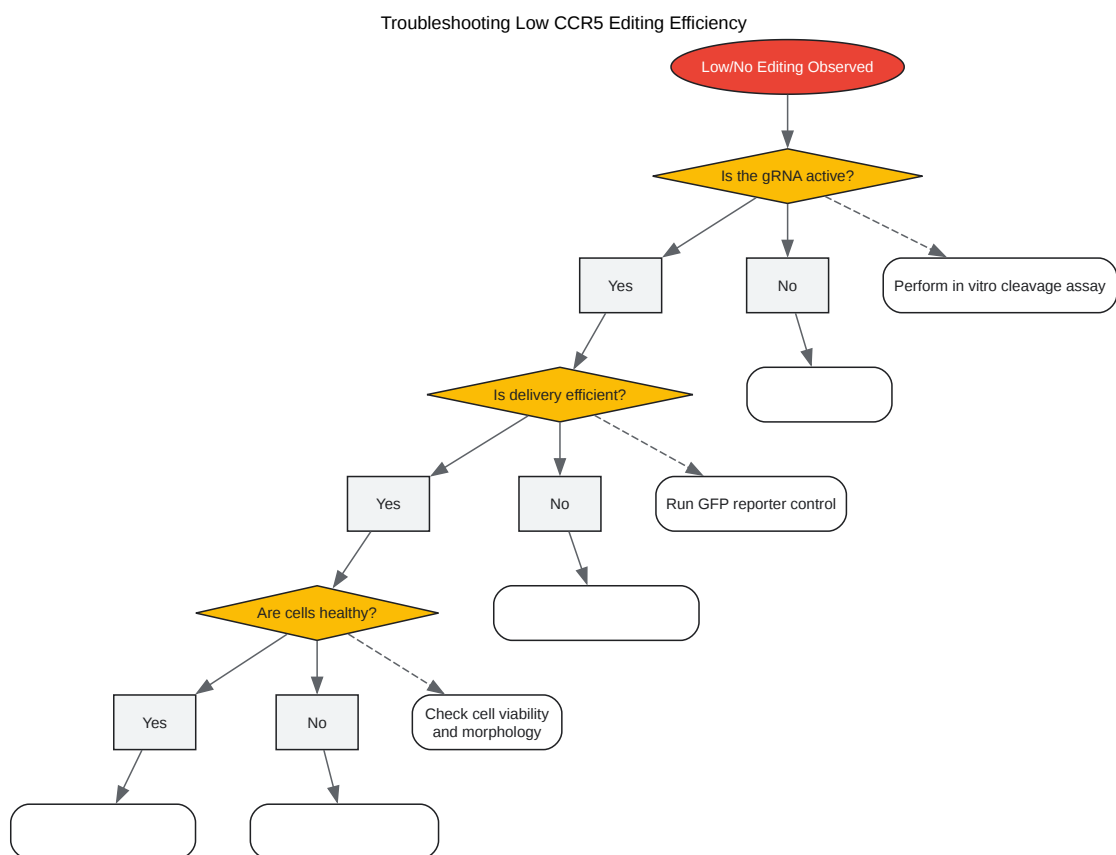 Troubleshooting Low CCR5 Editing Efficiency
Low/No Editing Observed
Is the gRNA active?
Yes
No
Perform in vitro cleavage assay
Is delivery efficient?
Yes
No
Run GFP reporter control
Are cells healthy?
Yes
No
Check cell viability
and morphology